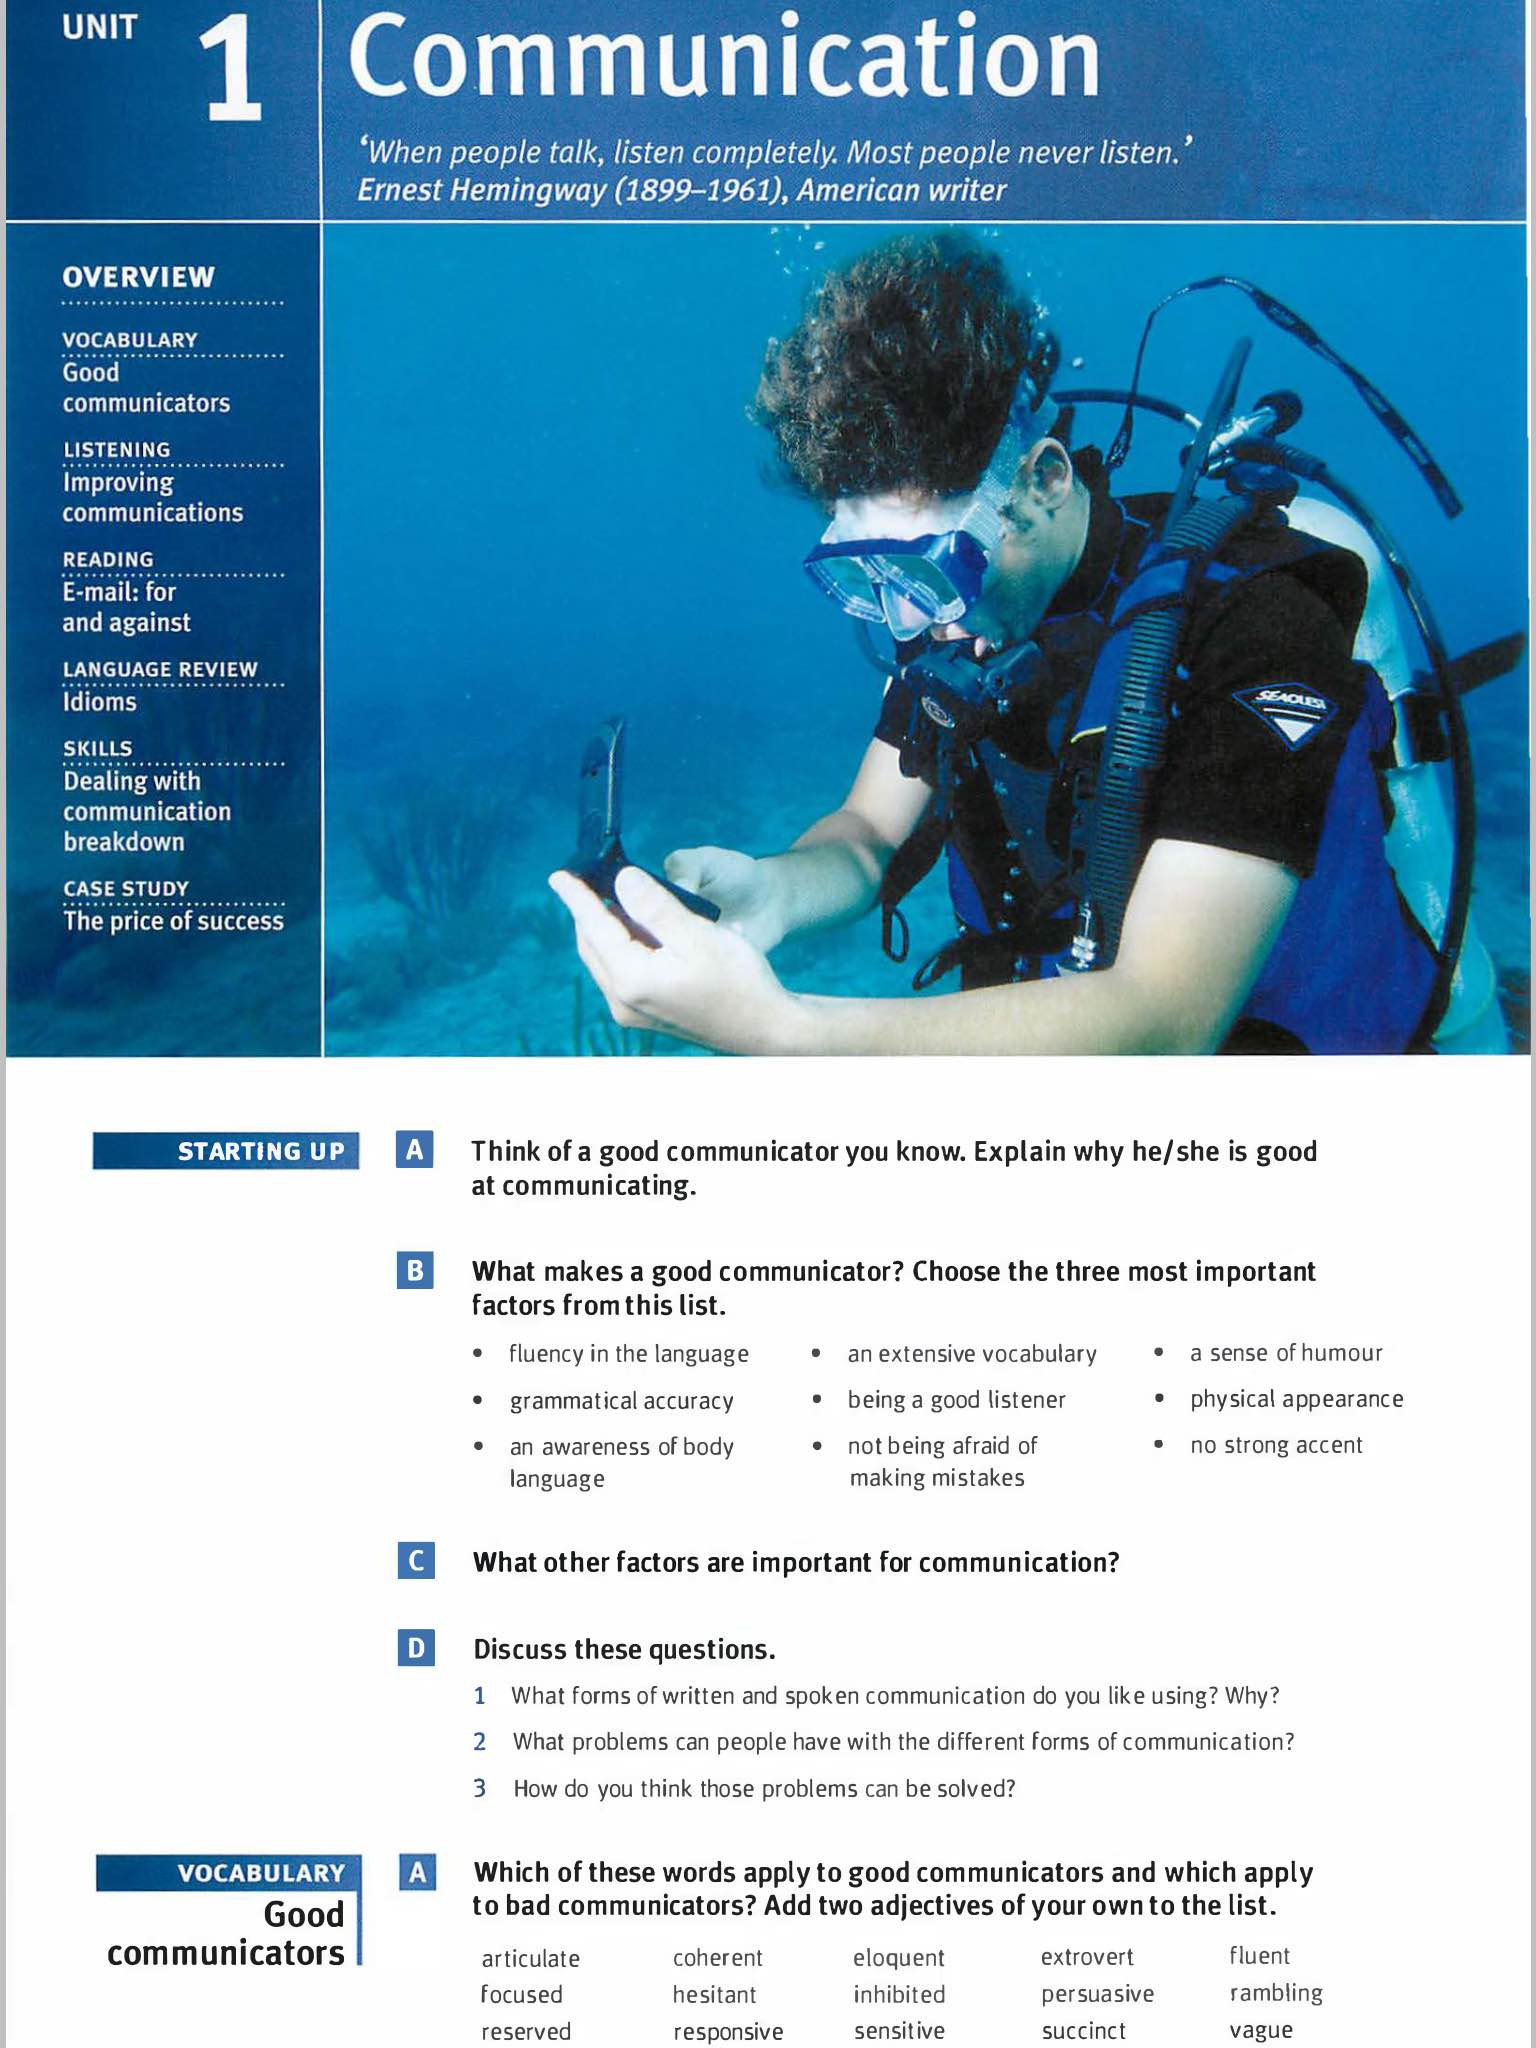 UNIT 1
Communication
‘When people talk, listen completely. Most people never listen.’
Ernest Hemingway (1899–1961), American writer
OVERVIEW
VOCABULARY
Good
communicators
LISTENING
Improving
communications
READING
E-mail: for
and against
LANGUAGE REVIEW
Idioms
SKILLS
Dealing with
communication
breakdown
CASE STUDY
The price of success
SEAQUEST
STARTING UP
A Think of a good communicator you know. Explain why he/she is good
at communicating.
B What makes a good communicator? Choose the three most important
factors from this list.
• fluency in the language • an extensive vocabulary • a sense of humour
• grammatical accuracy • being a good listener • physical appearance
• an awareness of body • not being afraid of • no strong accent
language making mistakes
C What other factors are important for communication?
D Discuss these questions.
1 What forms of written and spoken communication do you like using? Why?
2 What problems can people have with the different forms of communication?
3 How do you think those problems can be solved?
VOCABULARY
Good
communicators
A Which of these words apply to good communicators and which apply
to bad communicators? Add two adjectives of your own to the list.
articulate coherent eloquent extrovert fluent
focused hesitant inhibited persuasive rambling
reserved responsive sensitive succinct vague